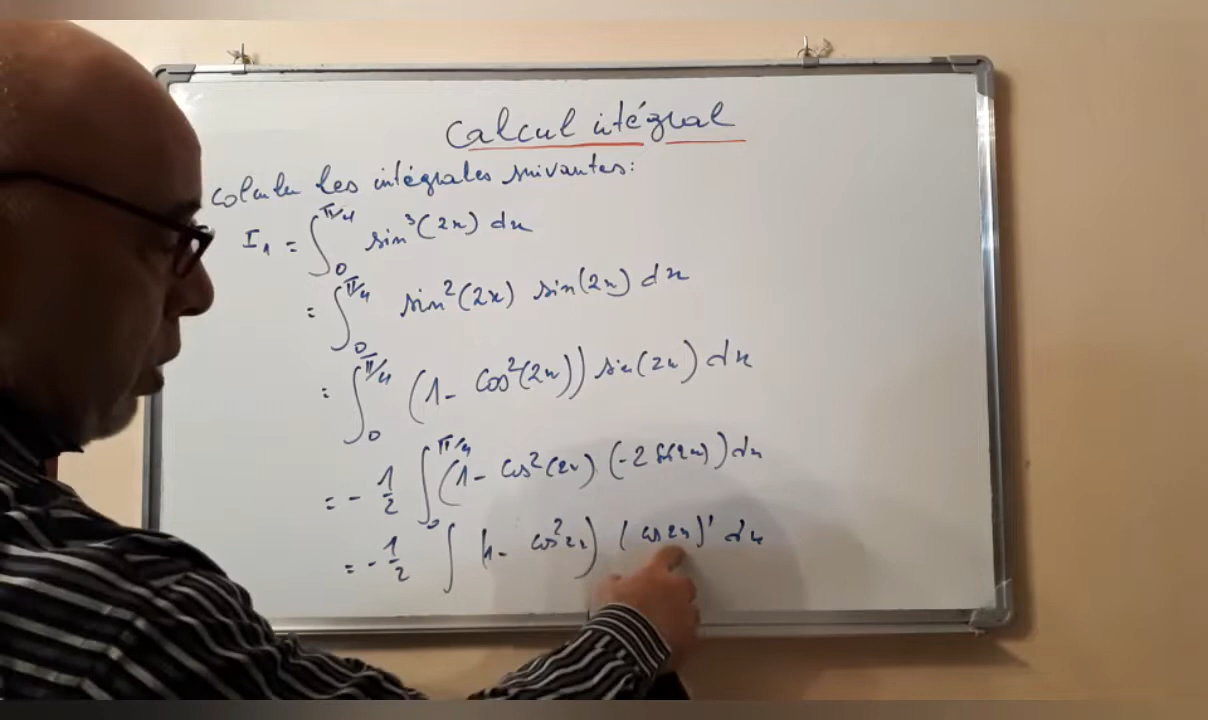 Calcul intégral
Calculer les intégrales suivantes:
I₁ = ∫₀^π/4 sin³(2x) dx
= ∫₀^π/4 sin²(2x) sin(2x) dx
= ∫₀^π/4 (1 - cos²(2x)) sin(2x) dx
= - 1/2 ∫₀^π/4 (1 - cos²(2x) (-2 sin(2x)) dx
= - 1/2 ∫ (1 - cos²2x) (cos2x)' dx